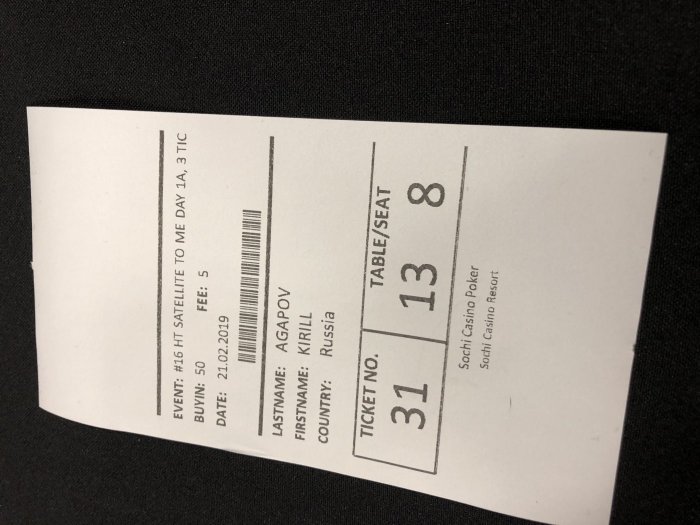 EVENT: #16 HT SATELLITE TO ME DAY 1A, 3 TIC
BUYIN: 50 FEE: 5
DATE: 21.02.2019
LASTNAME: AGAPOV
FIRSTNAME: KIRILL
COUNTRY: Russia
TICKET NO. TABLE/SEAT
31 13 8
Sochi Casino Poker
Sochi Casino Resort